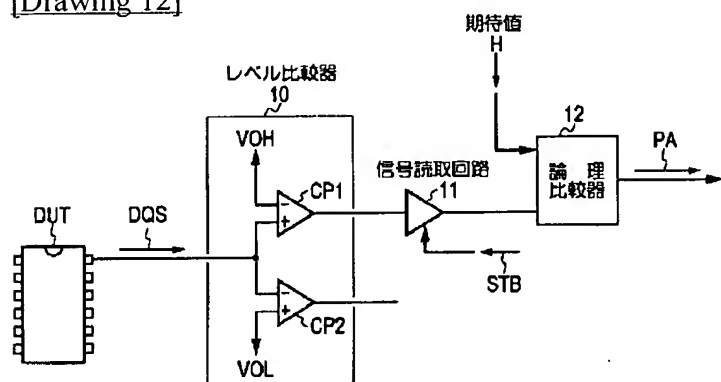 [Drawing 12]
期待値
H
レベル比較器
10
VOH
CP1
信号読取回路
11
12
論理
比較器
PA
DUT
DQS
STB
CP2
VOL